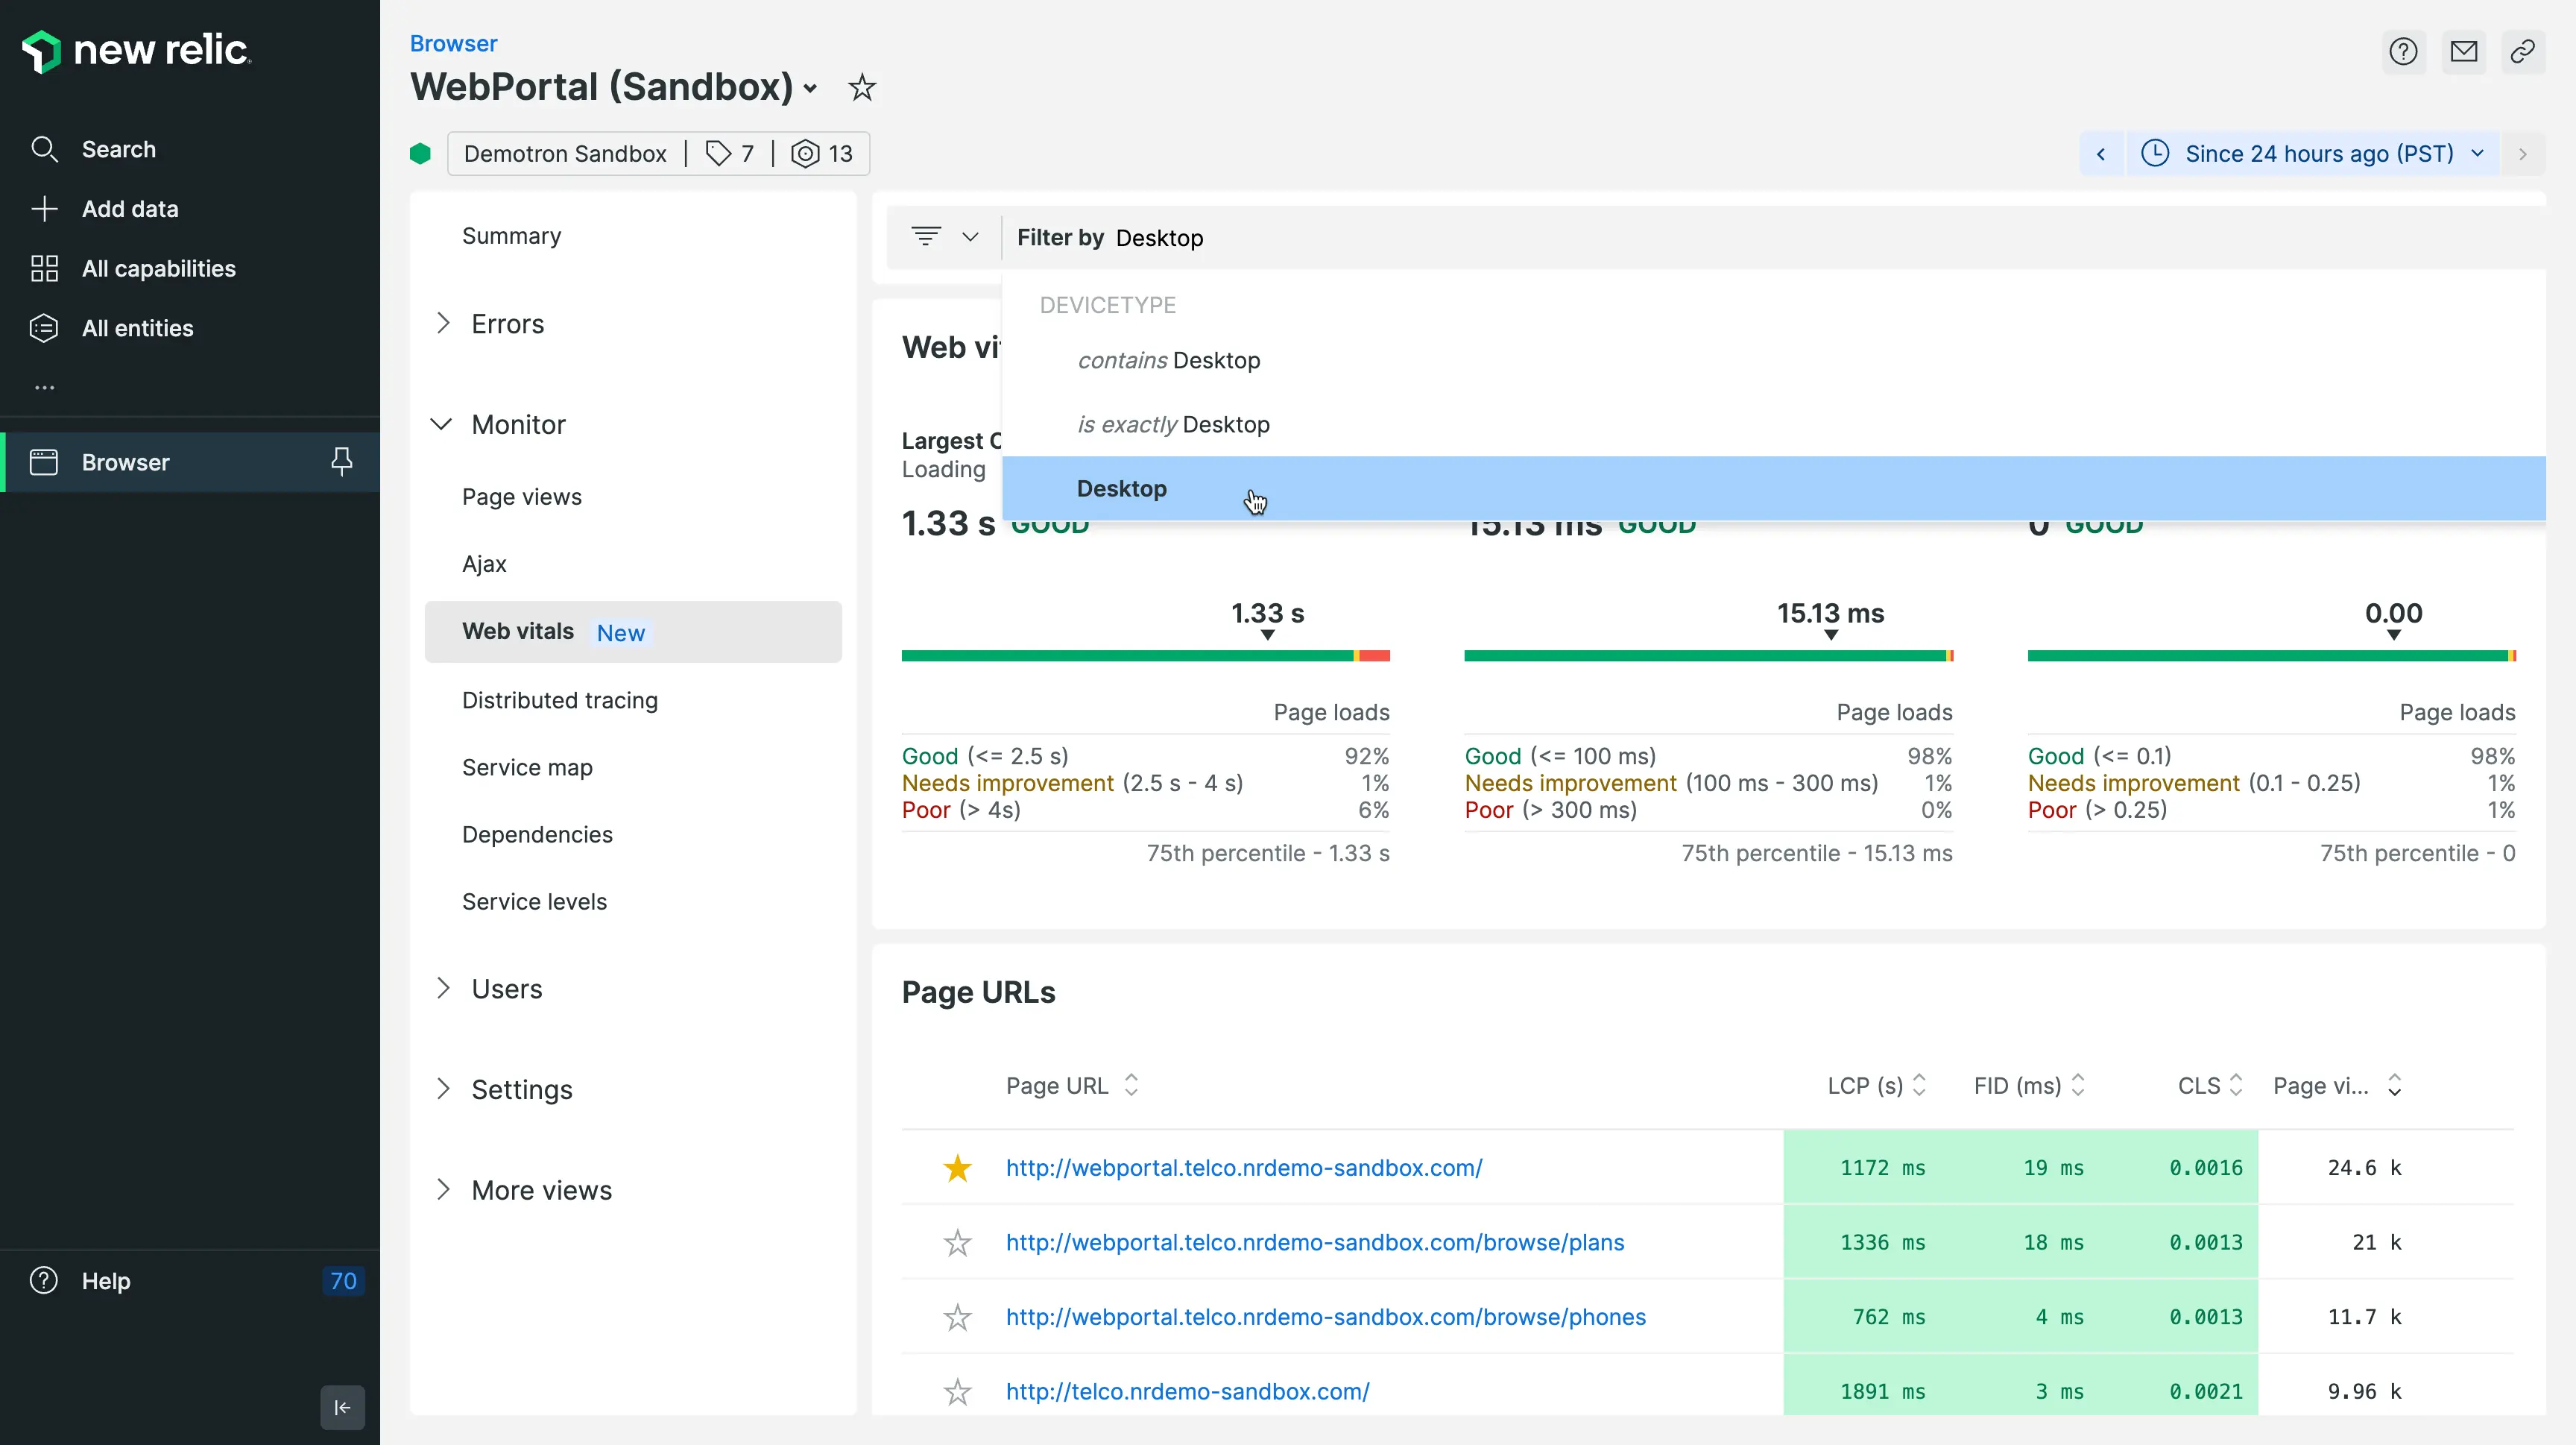 new relic
Search
Add data
All capabilities
All entities
...
Browser
Help 70
Browser
WebPortal (Sandbox)
Demotron Sandbox | 7 | 13
Since 24 hours ago (PST)
Summary
Errors
Monitor
Page views
Ajax
Web vitals New
Distributed tracing
Service map
Dependencies
Service levels
Users
Settings
More views
Filter by Desktop
DEVICETYPE
contains Desktop
is exactly Desktop
Desktop
Web
Largest
Loading
1.33 s GOOD
15.13 ms GOOD
0 GOOD
1.33 s
15.13 ms
0.00
Page loads
Good (<= 2.5 s) 92%
Needs improvement (2.5 s - 4 s) 1%
Poor (> 4s) 6%
75th percentile - 1.33 s
Page loads
Good (<= 100 ms) 98%
Needs improvement (100 ms - 300 ms) 1%
Poor (> 300 ms) 0%
75th percentile - 15.13 ms
Page loads
Good (<= 0.1) 98%
Needs improvement (0.1 - 0.25) 1%
Poor (> 0.25) 1%
75th percentile - 0
Page URLs
Page URL LCP (s) FID (ms) CLS Page vi...
http://webportal.telco.nrdemo-sandbox.com/ 1172 ms 19 ms 0.0016 24.6 k
http://webportal.telco.nrdemo-sandbox.com/browse/plans 1336 ms 18 ms 0.0013 21 k
http://webportal.telco.nrdemo-sandbox.com/browse/phones 762 ms 4 ms 0.0013 11.7 k
http://telco.nrdemo-sandbox.com/ 1891 ms 3 ms 0.0021 9.96 k